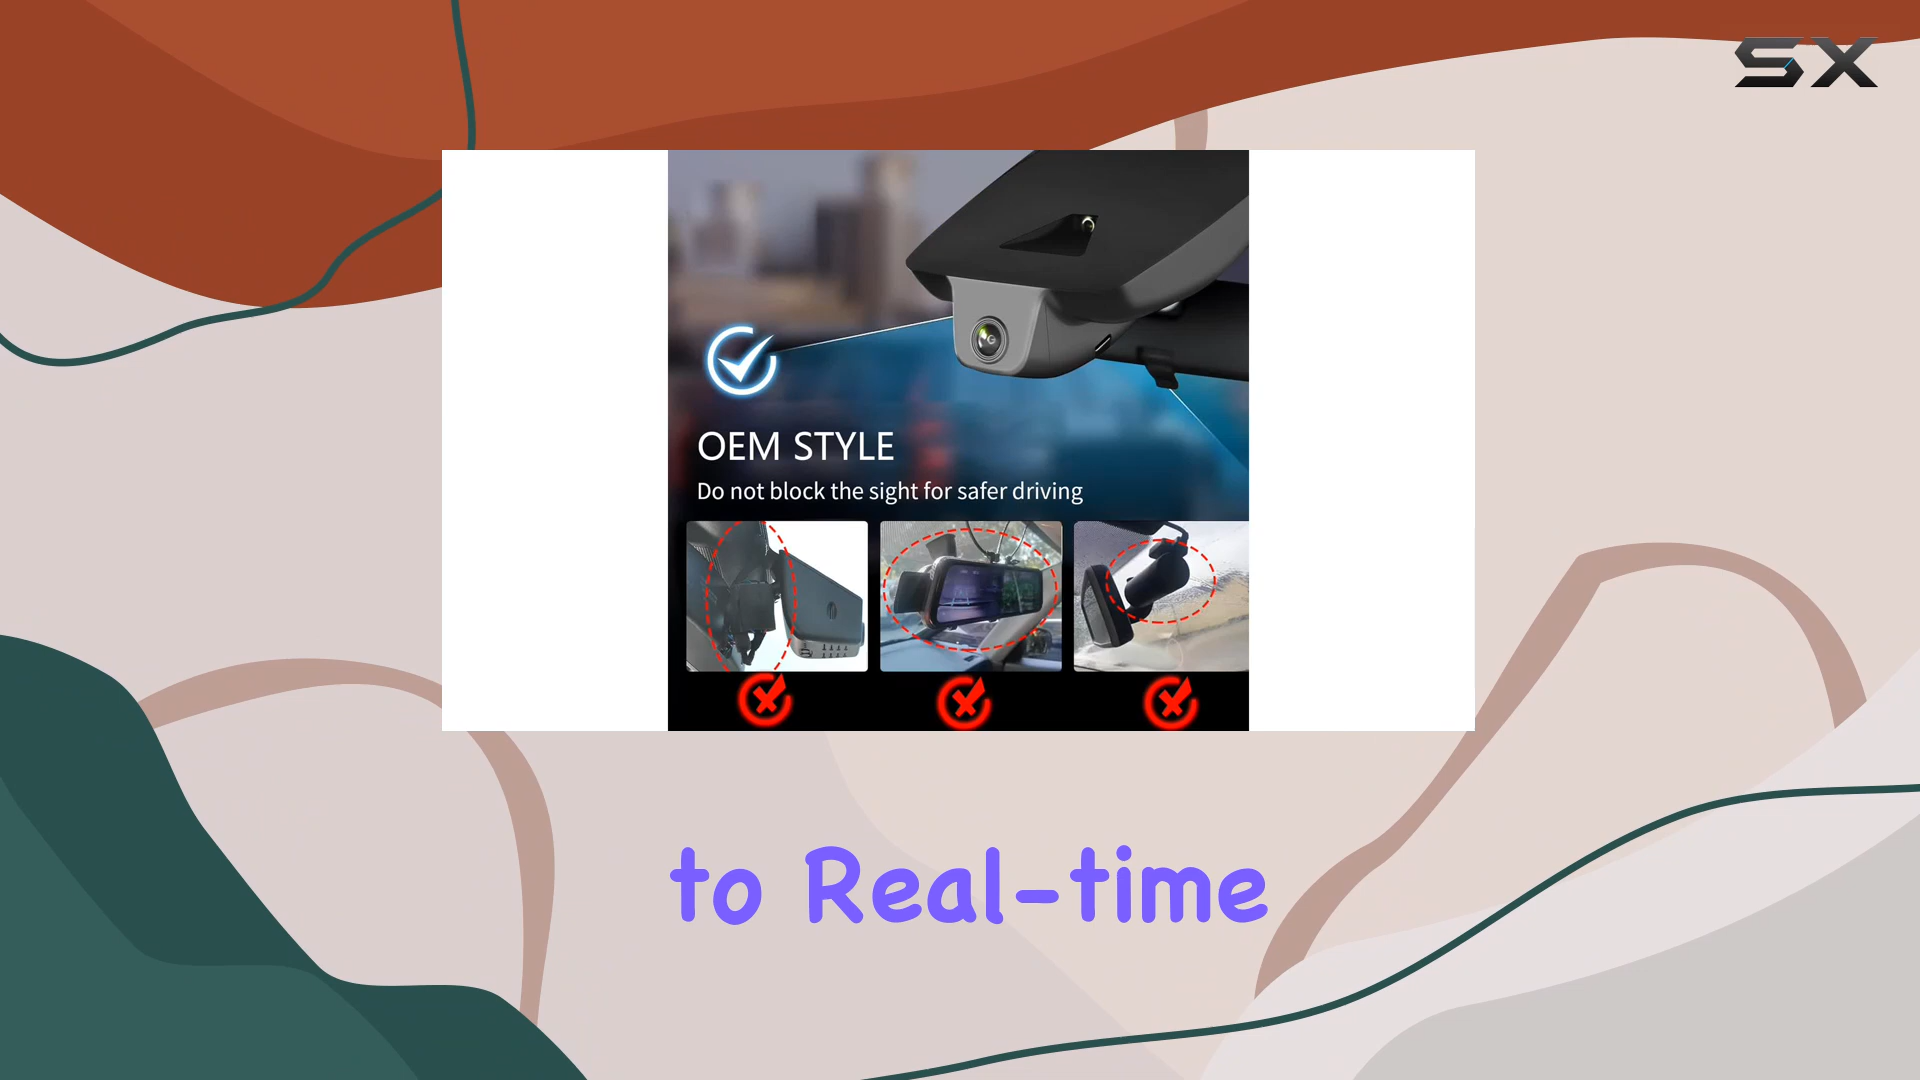 SX
OEM STYLE
Do not block the sight for safer driving
to Real-time